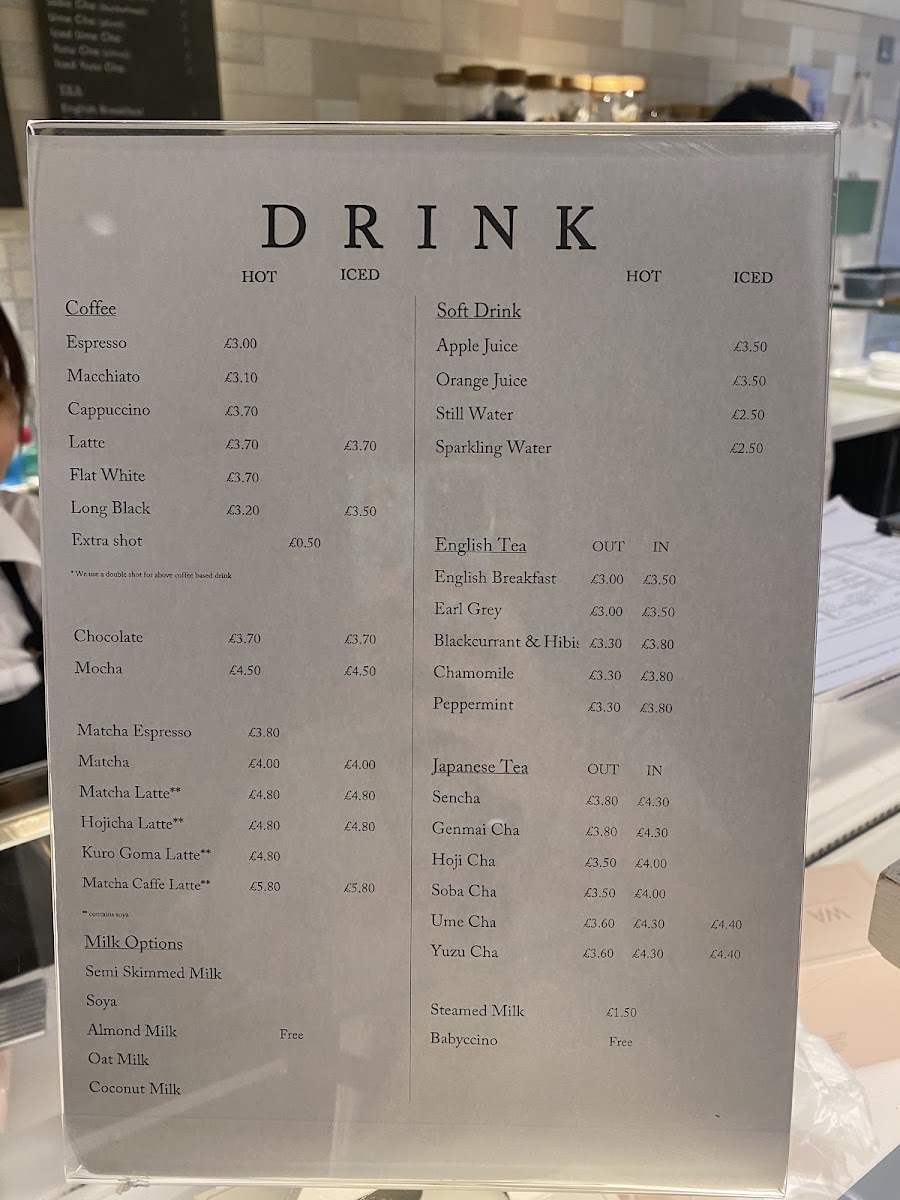 Iced Ume Cha
Yuzu Cha
Iced Yuzu Cha
TEA
English Breakfast
DRINK
HOT ICED
Coffee
Espresso £3.00
Macchiato £3.10
Cappuccino £3.70
Latte £3.70 £3.70
Flat White £3.70
Long Black £3.20 £3.50
Extra shot £0.50
* We use a double shot for above coffee based drink
Chocolate £3.70 £3.70
Mocha £4.50 £4.50
Matcha Espresso £3.80
Matcha £4.00 £4.00
Matcha Latte** £4.80 £4.80
Hojicha Latte** £4.80 £4.80
Kuro Goma Latte** £4.80
Matcha Caffe Latte** £5.80 £5.80
** contains soya
Milk Options
Semi Skimmed Milk
Soya
Almond Milk Free
Oat Milk
Coconut Milk
HOT ICED
Soft Drink
Apple Juice £3.50
Orange Juice £3.50
Still Water £2.50
Sparkling Water £2.50
English Tea OUT IN
English Breakfast £3.00 £3.50
Earl Grey £3.00 £3.50
Blackcurrant & Hibis £3.30 £3.80
Chamomile £3.30 £3.80
Peppermint £3.30 £3.80
Japanese Tea OUT IN
Sencha £3.80 £4.30
Genmai Cha £3.80 £4.30
Hoji Cha £3.50 £4.00
Soba Cha £3.50 £4.00
Ume Cha £3.60 £4.30 £4.40
Yuzu Cha £3.60 £4.30 £4.40
Steamed Milk £1.50
Babyccino Free
WA